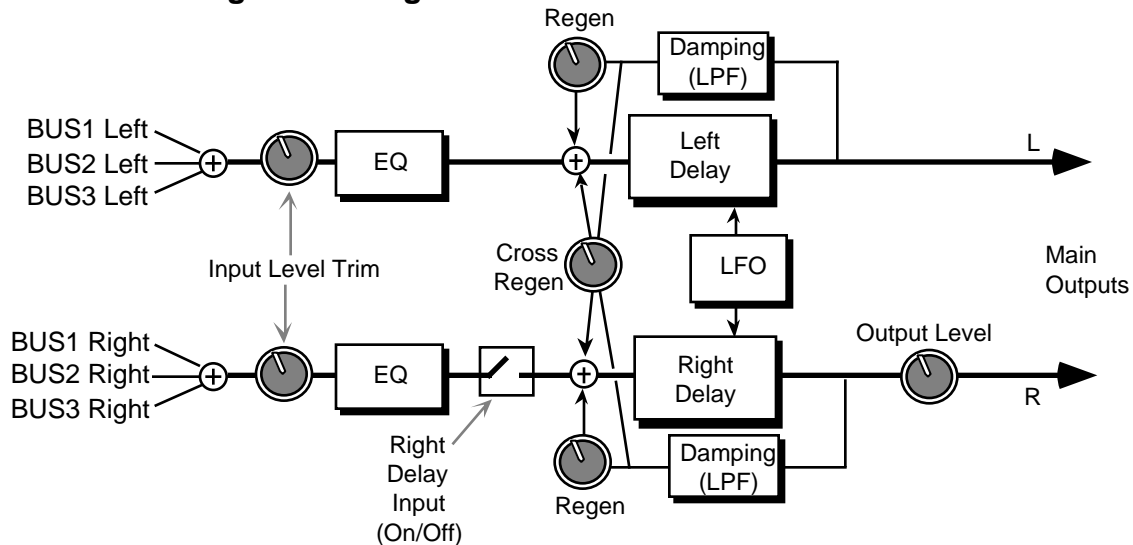 Regen
Damping
(LPF)
BUS1 Left
BUS2 Left
BUS3 Left
EQ
Left
Delay
L
Input Level Trim
Cross
Regen
LFO
Main
Outputs
BUS1 Right
BUS2 Right
BUS3 Right
EQ
Right
Delay
Output Level
R
Right
Delay
Input
(On/Off)
Regen
Damping
(LPF)